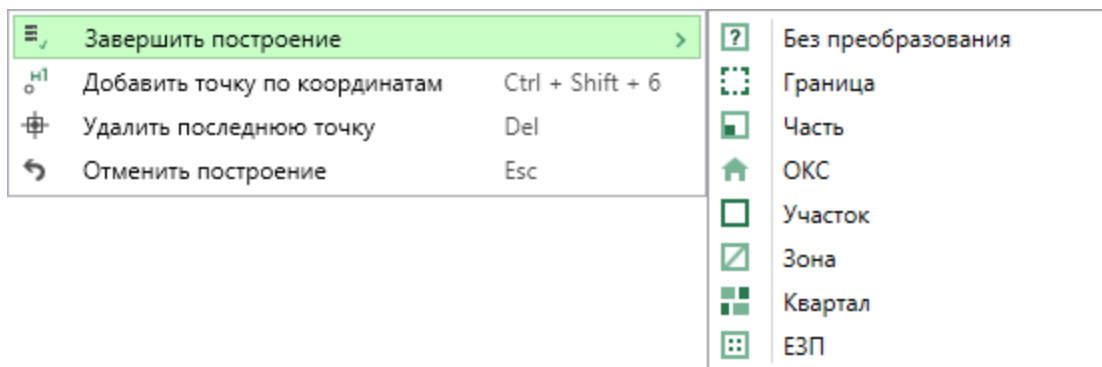 Завершить построение
Добавить точку по координатам Ctrl + Shift + 6
Удалить последнюю точку Del
Отменить построение Esc
Без преобразования
Граница
Часть
ОКС
Участок
Зона
Квартал
ЕЗП